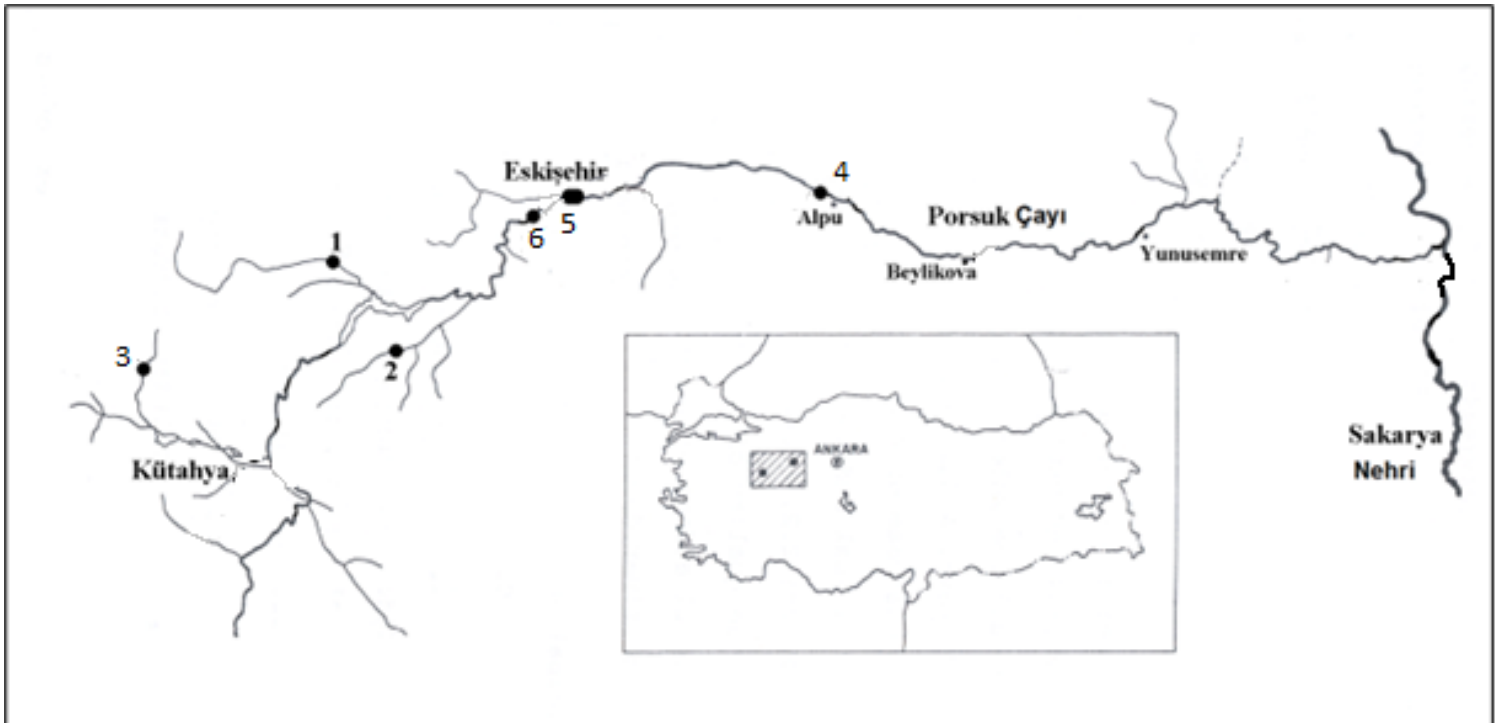 Eskişehir
4
5
6
Alpu
Porsuk Çayı
1
Yunusemre
Beylikova
3
2
Sakarya
Nehri
Kütahya
ANKARA